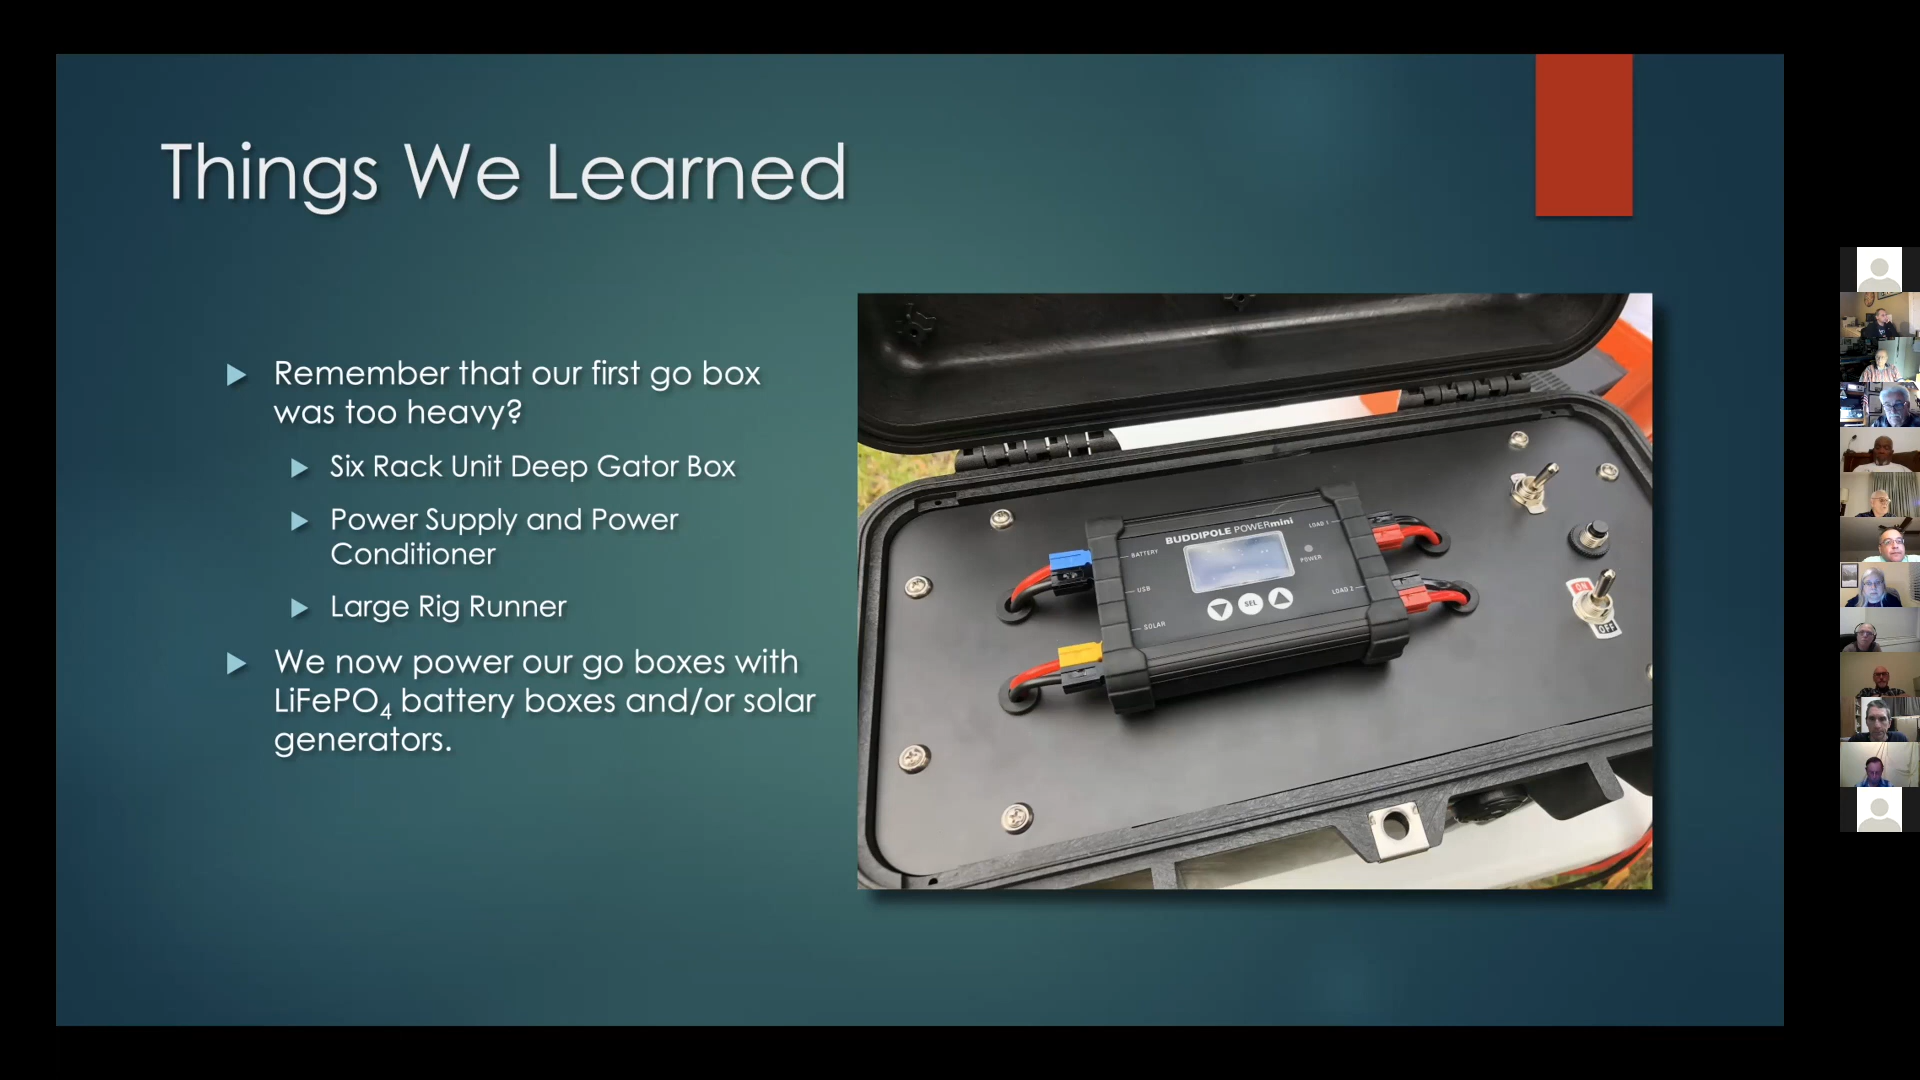 Things We Learned
Remember that our first go box
was too heavy?
Six Rack Unit Deep Gator Box
Power Supply and Power
Conditioner
Large Rig Runner
We now power our go boxes with
LiFePO₄ battery boxes and/or solar
generators.
BUDDIPOLE POWERmini
LOAD 1
BATTERY
POWER
USB
LOAD 2
SEL
SOLAR
ON
OFF